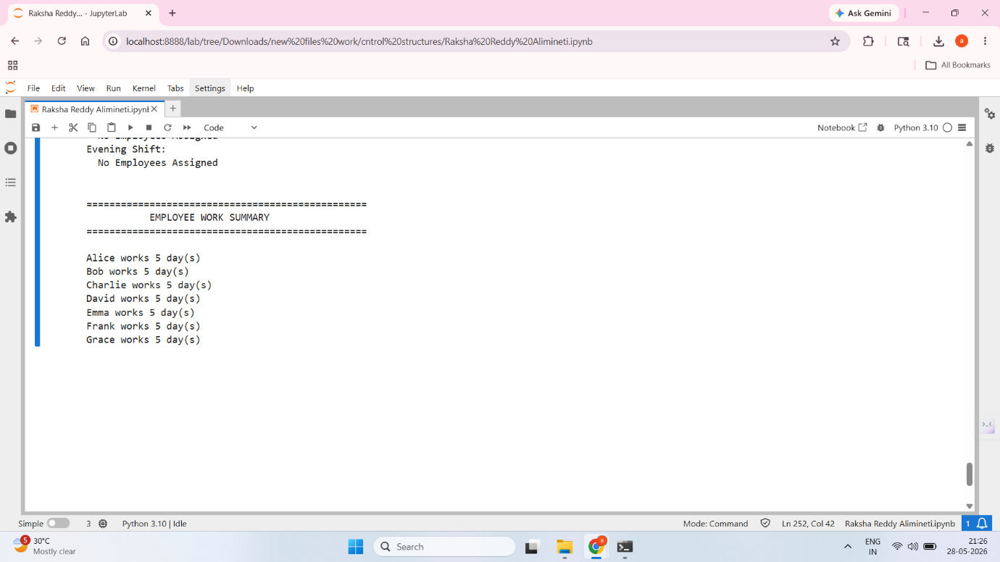 Raksha Reddy... - JupyterLab
Ask Gemini
localhost:8888/lab/tree/Downloads/new%20files%20work/cntrol%20structures/Raksha%20Reddy%20Alimineti.ipynb
a
All Bookmarks
File Edit View Run Kernel Tabs Settings Help
Raksha Reddy Alimineti.ipynb
Code
Notebook
Python 3.10
No Employees Assigned
Evening Shift:
No Employees Assigned
=================================================
EMPLOYEE WORK SUMMARY
=================================================
Alice works 5 day(s)
Bob works 5 day(s)
Charlie works 5 day(s)
David works 5 day(s)
Emma works 5 day(s)
Frank works 5 day(s)
Grace works 5 day(s)
Simple 3 Python 3.10 | Idle Mode: Command Ln 252, Col 42 Raksha Reddy Alimineti.ipynb 1
5
30°C
Mostly clear
Search
a
ENG
IN
21:26
28-05-2026